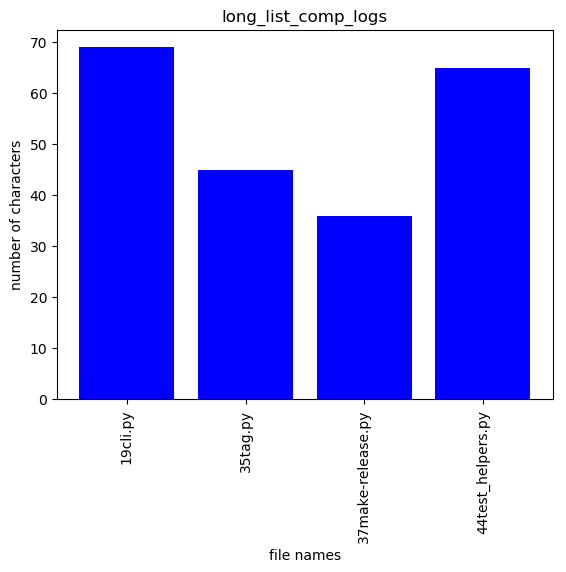 long_list_comp_logs
number of characters
70
60
50
40
30
20
10
0
19cli.py
35tag.py
37make-release.py
44test_helpers.py
file names